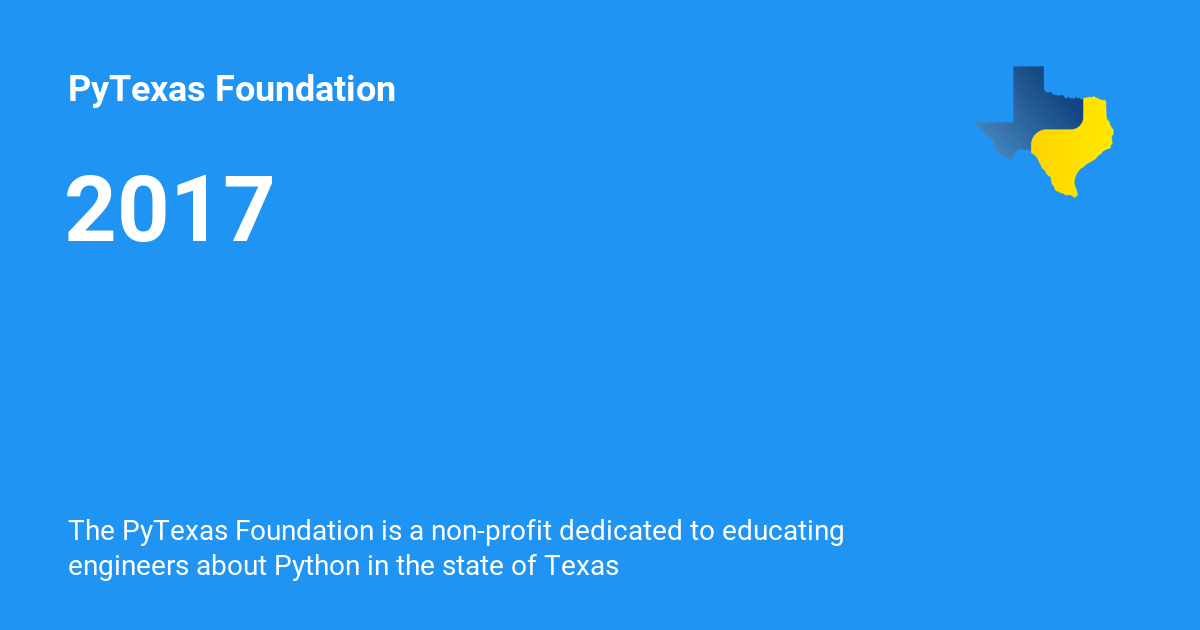 PyTexas Foundation
2017
The PyTexas Foundation is a non-profit dedicated to educating
engineers about Python in the state of Texas